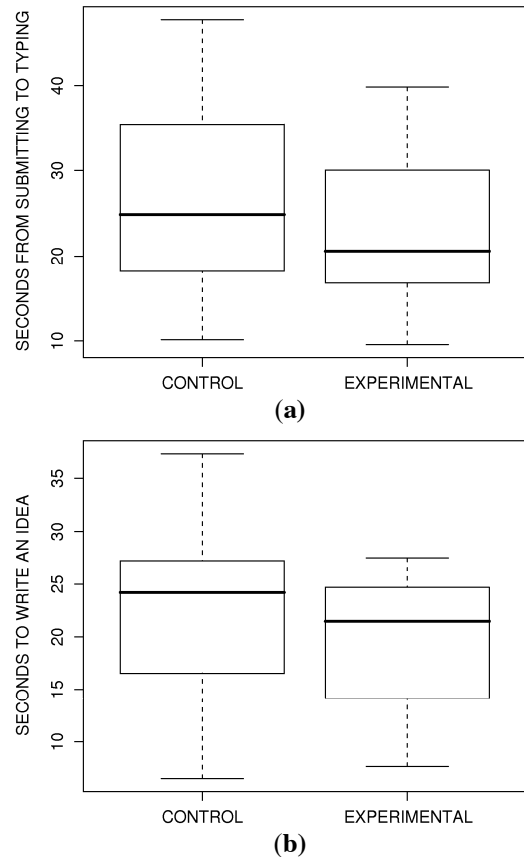 SECONDS FROM SUBMITTING TO TYPING
40
30
20
10
CONTROL EXPERIMENTAL
(a)
SECONDS TO WRITE AN IDEA
35
30
25
20
15
10
CONTROL EXPERIMENTAL
(b)